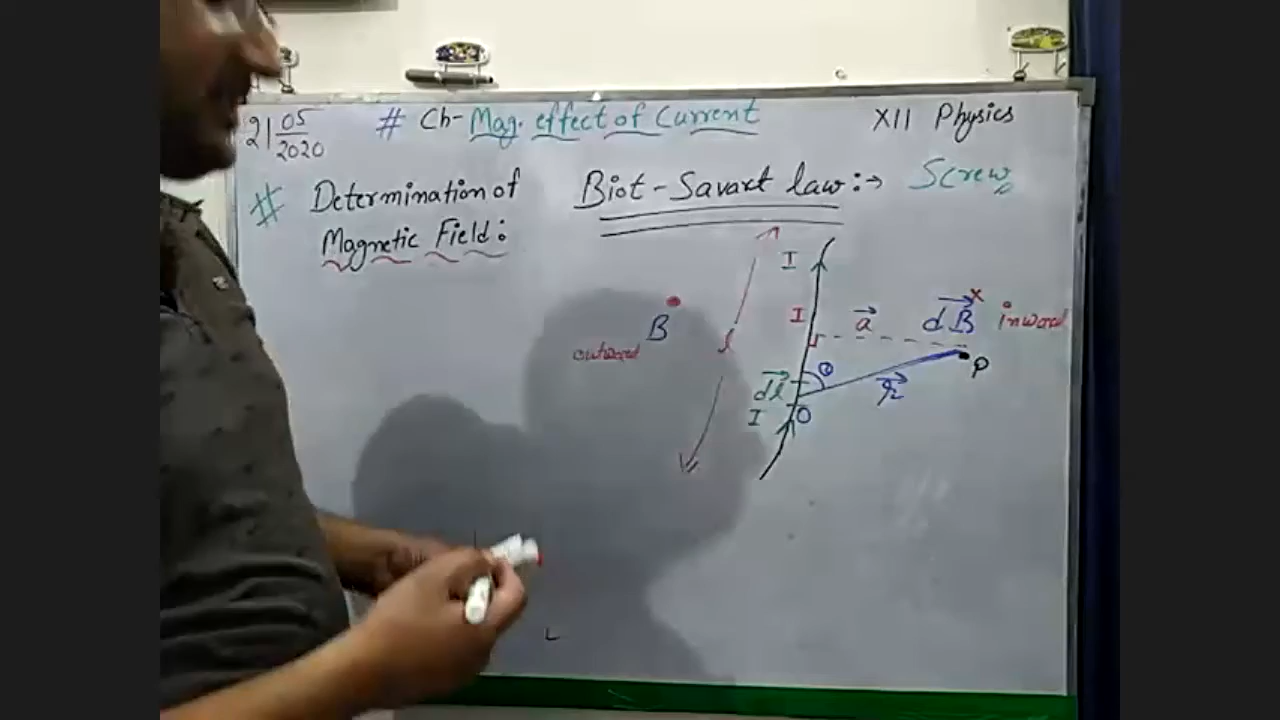 21|05/2020 # Ch- Mag. effect of Current XII Physics
# Determination of Magnetic Field:
Biot-Savart law:→ Screw
I
I
a
dB x inward
B
outward
l
P
θ
r
dl
I O